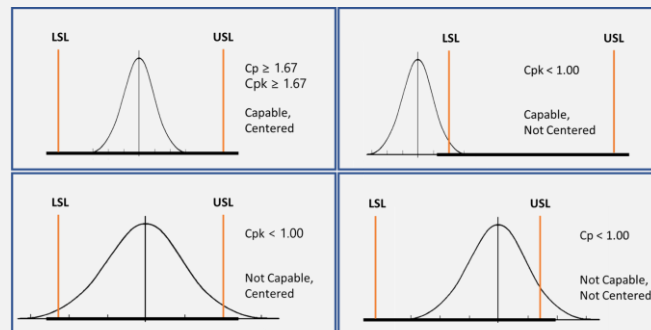 LSL USL
Cp ≥ 1.67
Cpk ≥ 1.67
Capable,
Centered
LSL USL
Cpk < 1.00
Capable,
Not Centered
LSL USL
Cpk < 1.00
Not Capable,
Centered
LSL USL
Cp < 1.00
Not Capable,
Not Centered